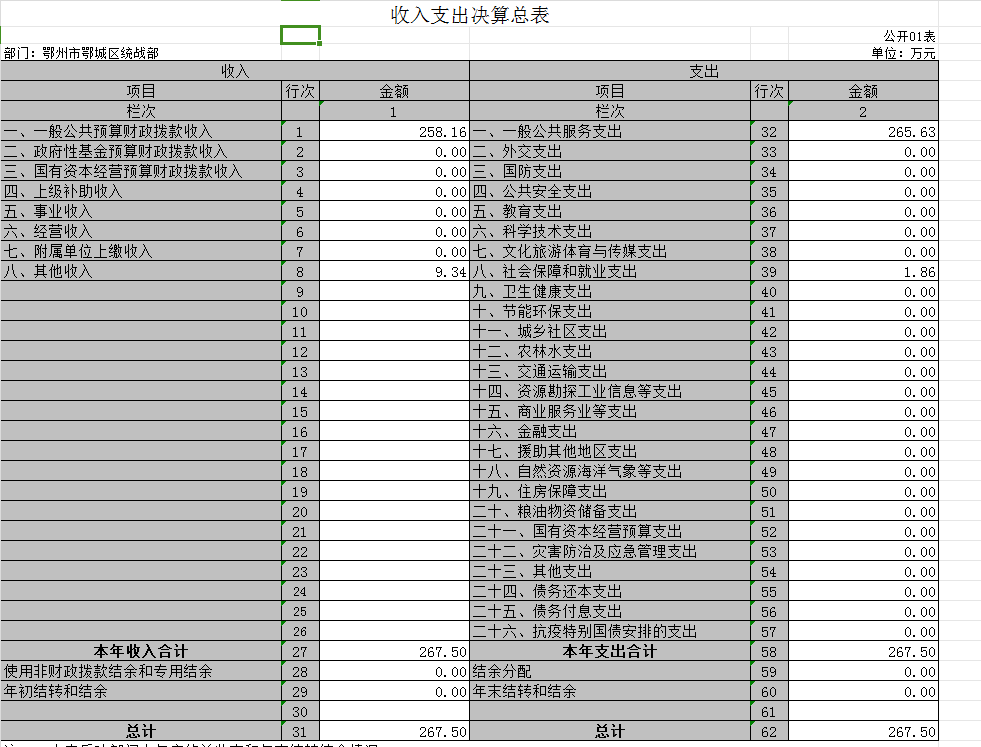 收入支出决算总表
公开01表
部门：鄂州市鄂城区统战部 单位：万元
收入 支出
项目 行次 金额 项目 行次 金额
栏次 1 栏次 2
一、一般公共预算财政拨款收入 1 258.16 一、一般公共服务支出 32 265.63
二、政府性基金预算财政拨款收入 2 0.00 二、外交支出 33 0.00
三、国有资本经营预算财政拨款收入 3 0.00 三、国防支出 34 0.00
四、上级补助收入 4 0.00 四、公共安全支出 35 0.00
五、事业收入 5 0.00 五、教育支出 36 0.00
六、经营收入 6 0.00 六、科学技术支出 37 0.00
七、附属单位上缴收入 7 0.00 七、文化旅游体育与传媒支出 38 0.00
八、其他收入 8 9.34 八、社会保障和就业支出 39 1.86
9 九、卫生健康支出 40 0.00
10 十、节能环保支出 41 0.00
11 十一、城乡社区支出 42 0.00
12 十二、农林水支出 43 0.00
13 十三、交通运输支出 44 0.00
14 十四、资源勘探工业信息等支出 45 0.00
15 十五、商业服务业等支出 46 0.00
16 十六、金融支出 47 0.00
17 十七、援助其他地区支出 48 0.00
18 十八、自然资源海洋气象等支出 49 0.00
19 十九、住房保障支出 50 0.00
20 二十、粮油物资储备支出 51 0.00
21 二十一、国有资本经营预算支出 52 0.00
22 二十二、灾害防治及应急管理支出 53 0.00
23 二十三、其他支出 54 0.00
24 二十四、债务还本支出 55 0.00
25 二十五、债务付息支出 56 0.00
26 二十六、抗疫特别国债安排的支出 57 0.00
本年收入合计 27 267.50 本年支出合计 58 267.50
使用非财政拨款结余和专用结余 28 0.00 结余分配 59 0.00
年初结转和结余 29 0.00 年末结转和结余 60 0.00
30 61
总计 31 267.50 总计 62 267.50